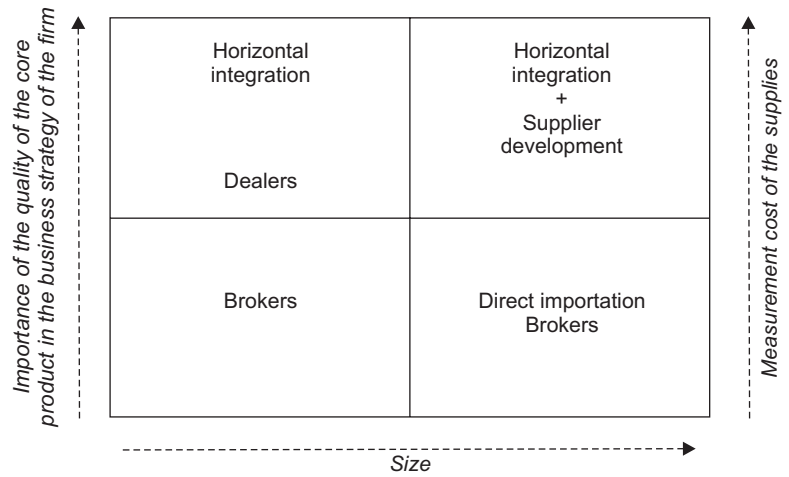 Importance of the quality of the core
product in the business strategy of the firm
Horizontal
integration
Dealers
Horizontal
integration
+
Supplier
development
Brokers
Direct importation
Brokers
Measurement cost of the supplies
Size